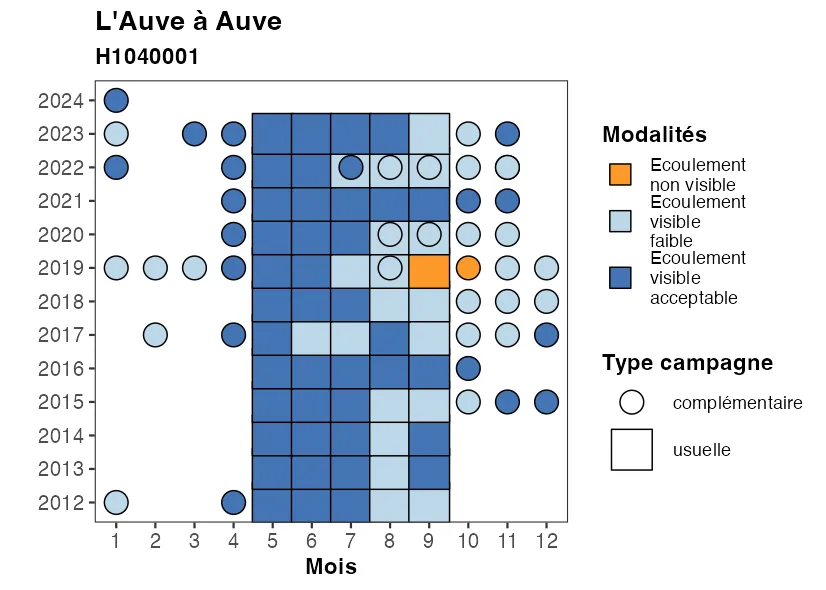 L'Auve à Auve
H1040001
2024
2023
2022
2021
2020
2019
2018
2017
2016
2015
2014
2013
2012
1 2 3 4 5 6 7 8 9 10 11 12
Mois
Modalités
Ecoulement
non visible
Ecoulement
visible
faible
Ecoulement
visible
acceptable
Type campagne
complémentaire
usuelle